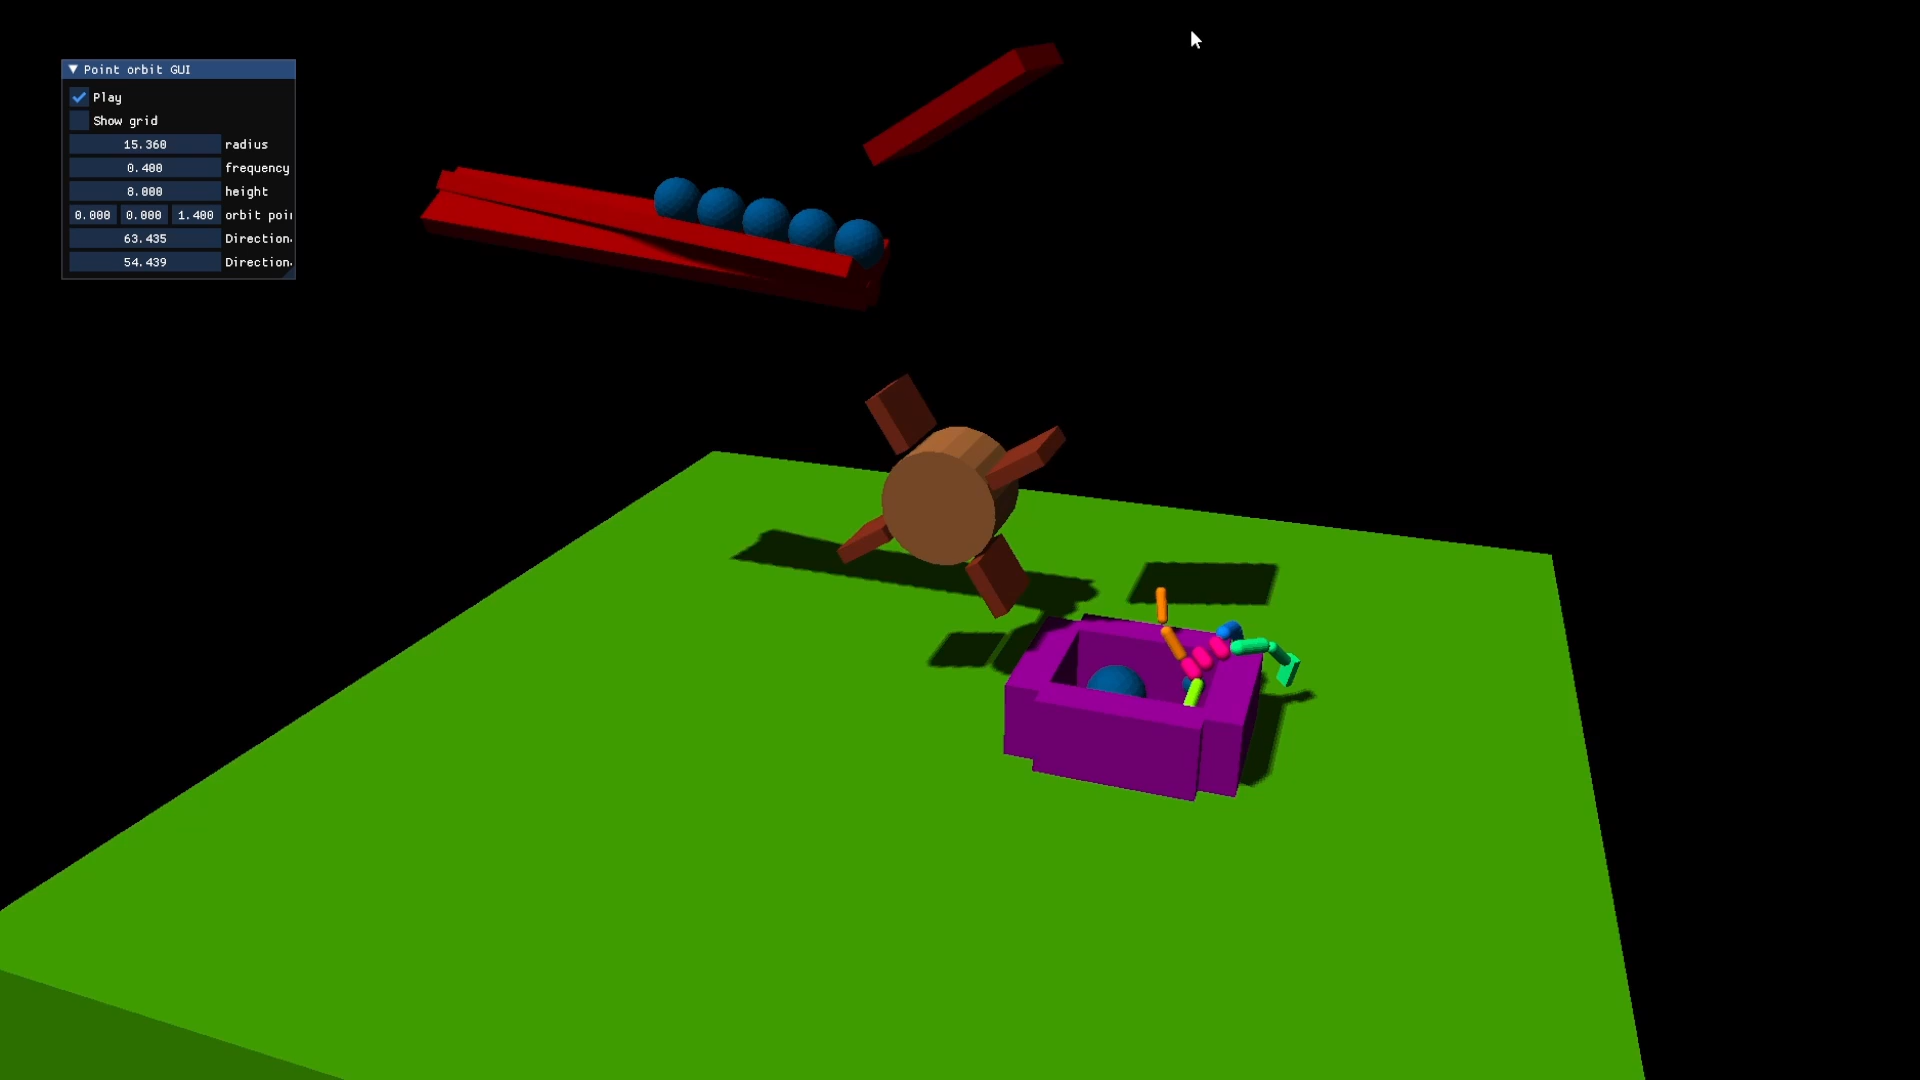 Point orbit GUI
Play
Show grid
15.360 radius
0.400 frequency
8.000 height
0.000 0.000 1.400 orbit poi
63.435 Direction
54.439 Direction